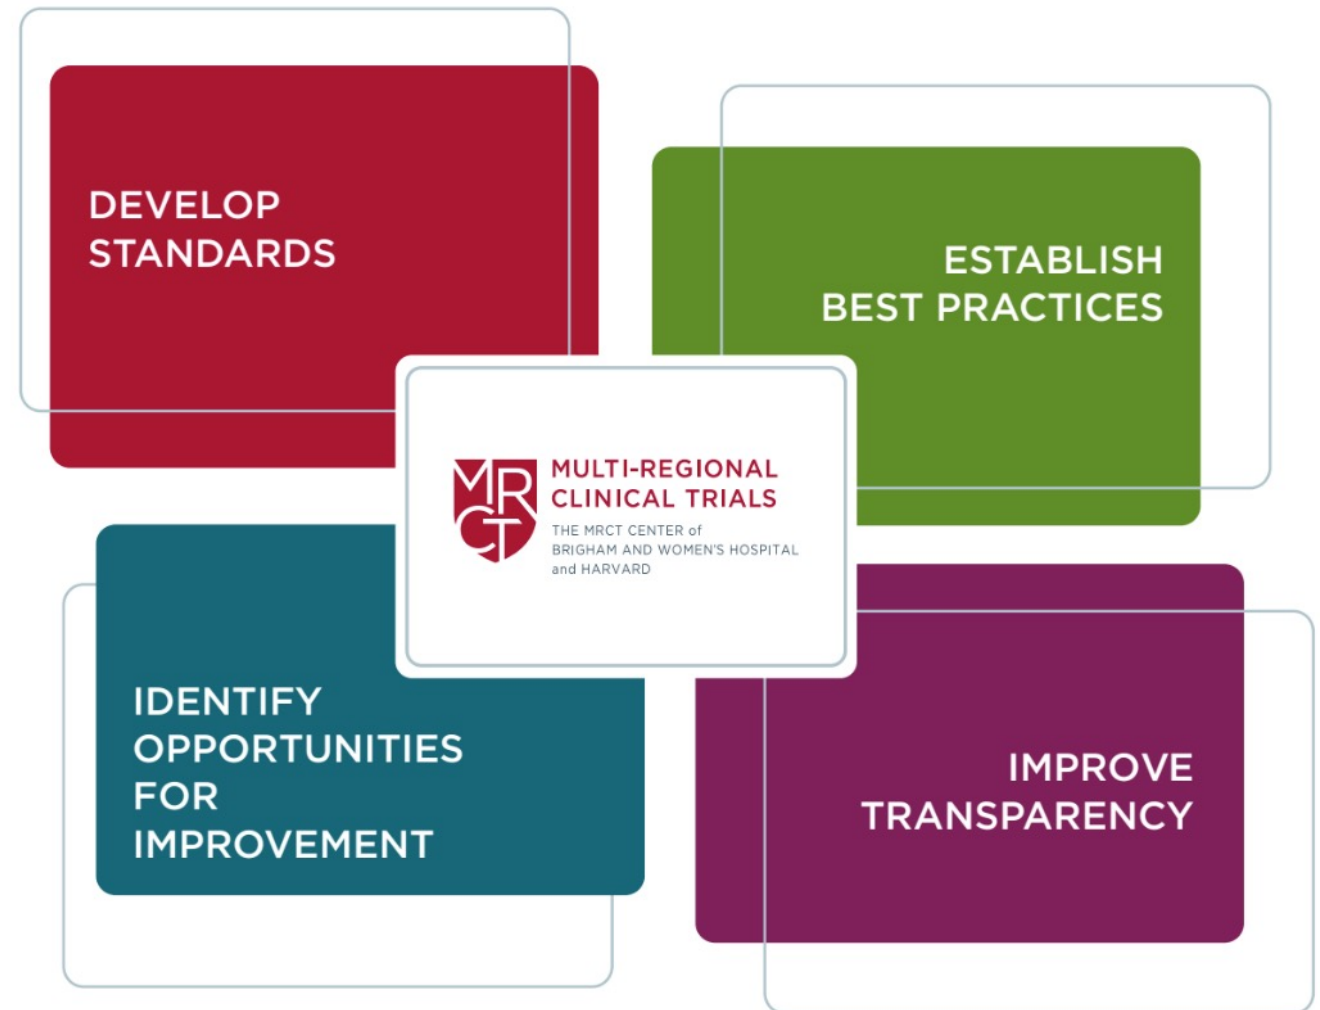 DEVELOP
STANDARDS
ESTABLISH
BEST PRACTICES
MRCT
MULTI-REGIONAL
CLINICAL TRIALS
THE MRCT CENTER of
BRIGHAM AND WOMEN'S HOSPITAL
and HARVARD
IDENTIFY
OPPORTUNITIES
FOR
IMPROVEMENT
IMPROVE
TRANSPARENCY